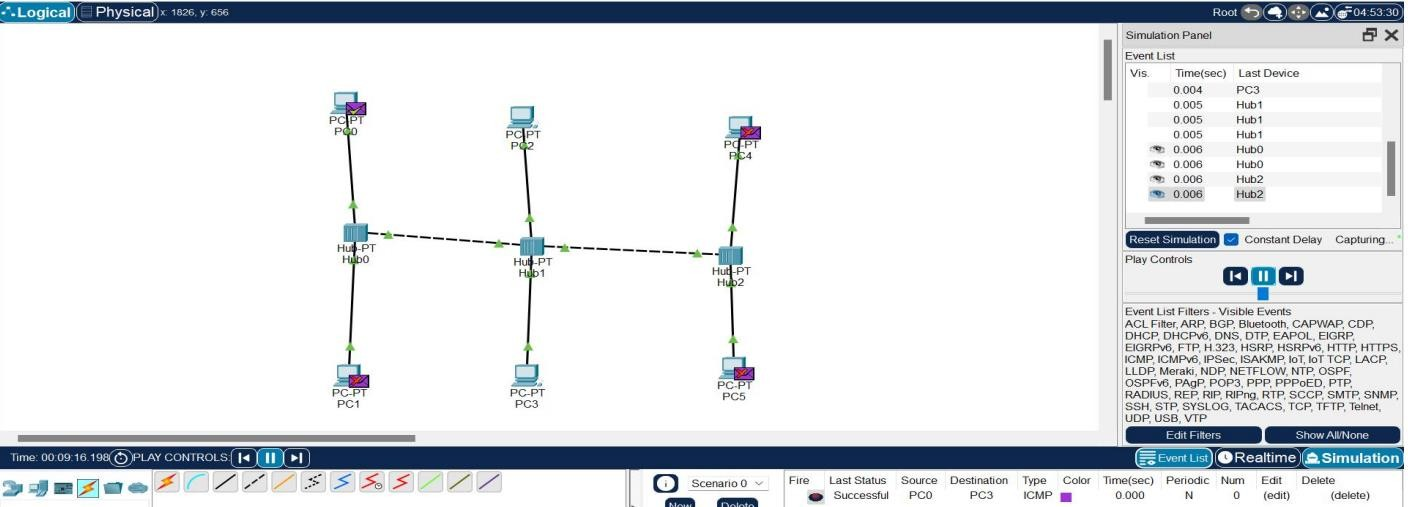 Logical Physical x: 1826, y: 656 Root 04:53:30
PC-PT
PC0
PC-PT
PC2
PC-PT
PC4
Hub-PT
Hub0
Hub-PT
Hub1
Hub-PT
Hub2
PC-PT
PC1
PC-PT
PC3
PC-PT
PC5
Simulation Panel
Event List
Vis. Time(sec) Last Device
0.004 PC3
0.005 Hub1
0.005 Hub1
0.005 Hub1
0.006 Hub0
0.006 Hub0
0.006 Hub2
0.006 Hub2
Reset Simulation Constant Delay Capturing...
Play Controls
Event List Filters - Visible Events
ACL Filter, ARP, BGP, Bluetooth, CAPWAP, CDP,
DHCP, DHCPv6, DNS, DTP, EAPOL, EIGRP,
EIGRPv6, FTP, H.323, HSRP, HSRPv6, HTTP, HTTPS,
ICMP, ICMPv6, IPSec, ISAKMP, IoT, IoT TCP, LACP,
LLDP, Meraki, NDP, NETFLOW, NTP, OSPF,
OSPFv6, PAgP, POP3, PPP, PPPoED, PTP,
RADIUS, REP, RIP, RIPng, RTP, SCCP, SMTP, SNMP,
SSH, STP, SYSLOG, TACACS, TCP, TFTP, Telnet,
UDP, USB, VTP
Edit Filters Show All/None
Time: 00:09:16.198 PLAY CONTROLS: Event List Realtime Simulation
Scenario 0
New Delete
Fire Last Status Source Destination Type Color Time(sec) Periodic Num Edit Delete
Successful PC0 PC3 ICMP 0.000 N 0 (edit) (delete)